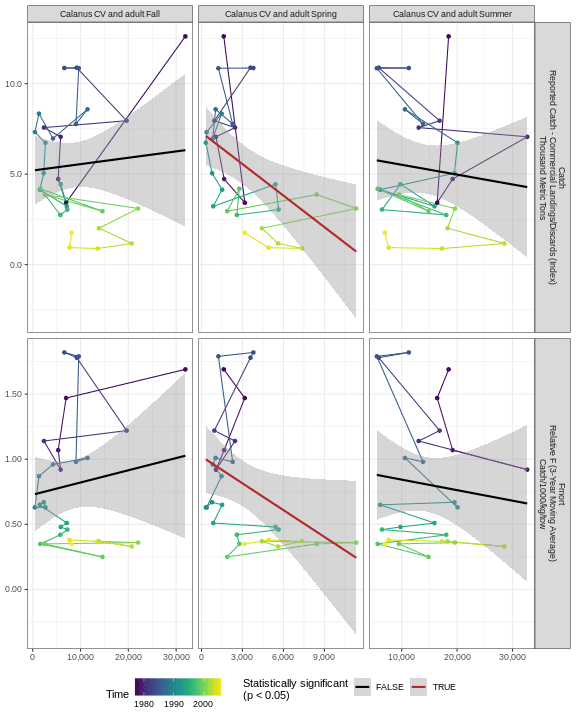 Calanus CV and adult Fall
Calanus CV and adult Spring
Calanus CV and adult Summer
10.0
5.0
0.0
Catch
Reported Catch - Commercial Landings/Discards (Index)
Thousand Metric Tons
1.50
1.00
0.50
0.00
Fmort
Relative F (3-Year Moving Average)
Catch/1000/kg/tow
0
10,000
20,000
30,000
0
3,000
6,000
9,000
10,000
20,000
30,000
Time
1980
1990
2000
Statistically significant
(p < 0.05)
FALSE
TRUE